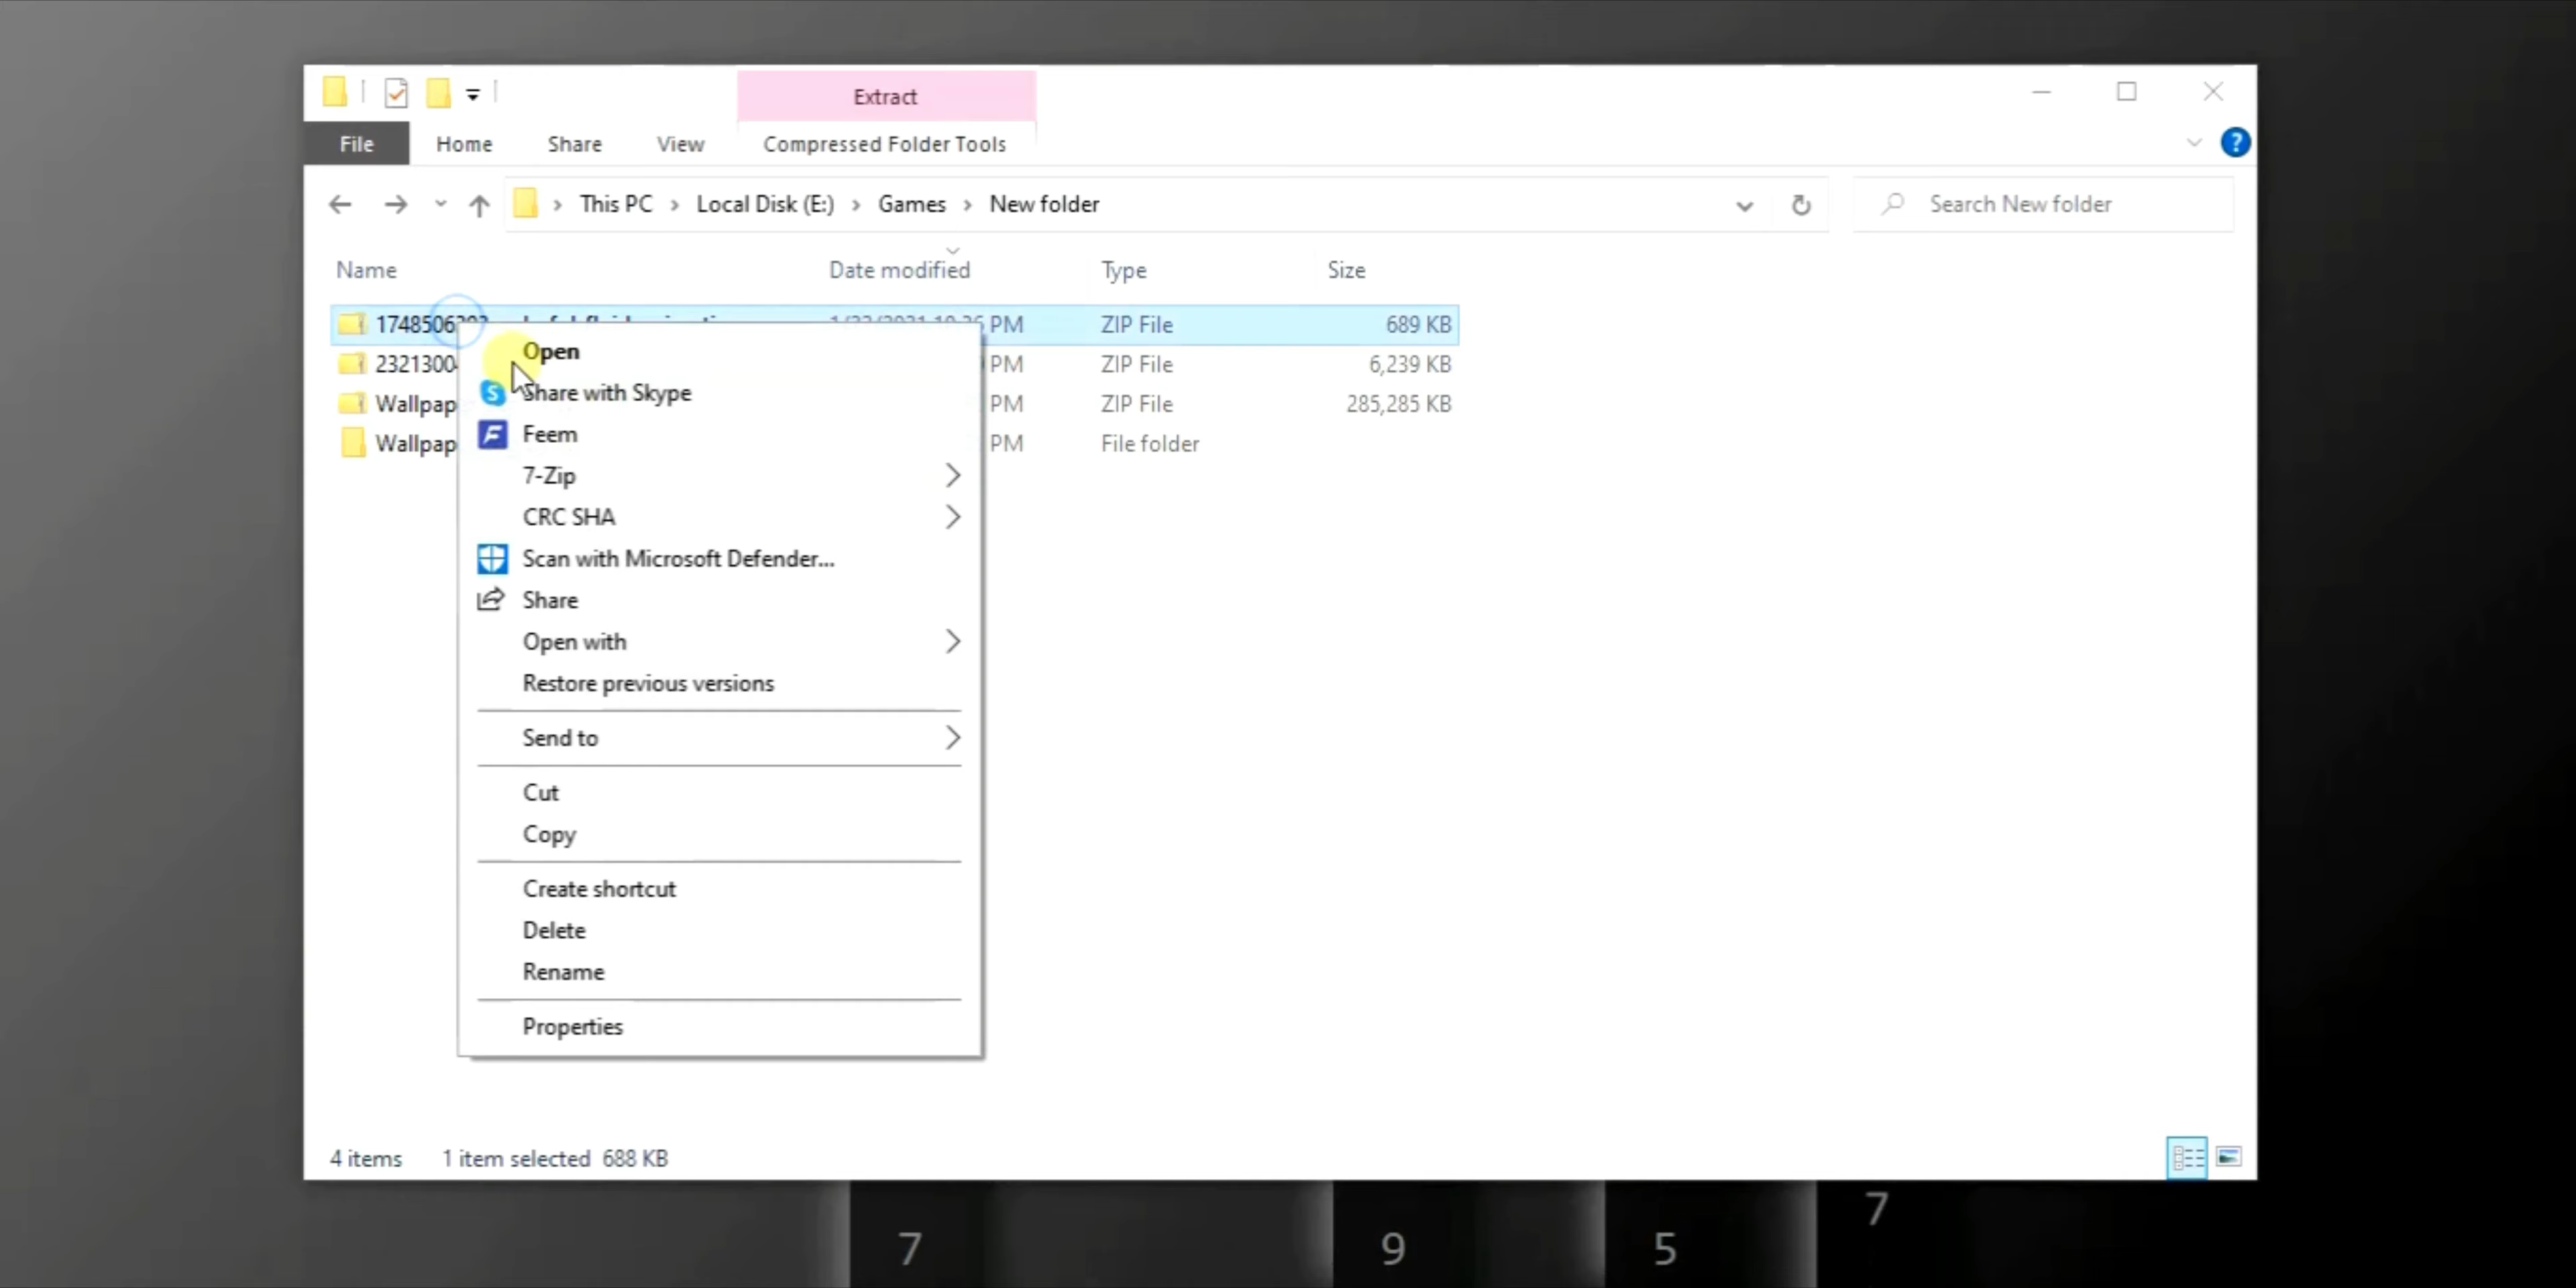 Extract
File Home Share View Compressed Folder Tools
This PC Local Disk (E:) Games New folder
Search New folder
Name Date modified Type Size
PM ZIP File 689 KB
PM ZIP File 6,239 KB
PM ZIP File 285,285 KB
PM File folder
Open
Share with Skype
Feem
7-Zip
CRC SHA
Scan with Microsoft Defender...
Share
Open with
Restore previous versions
Send to
Cut
Copy
Create shortcut
Delete
Rename
Properties
4 items 1 item selected 688 KB
7 9 5 7